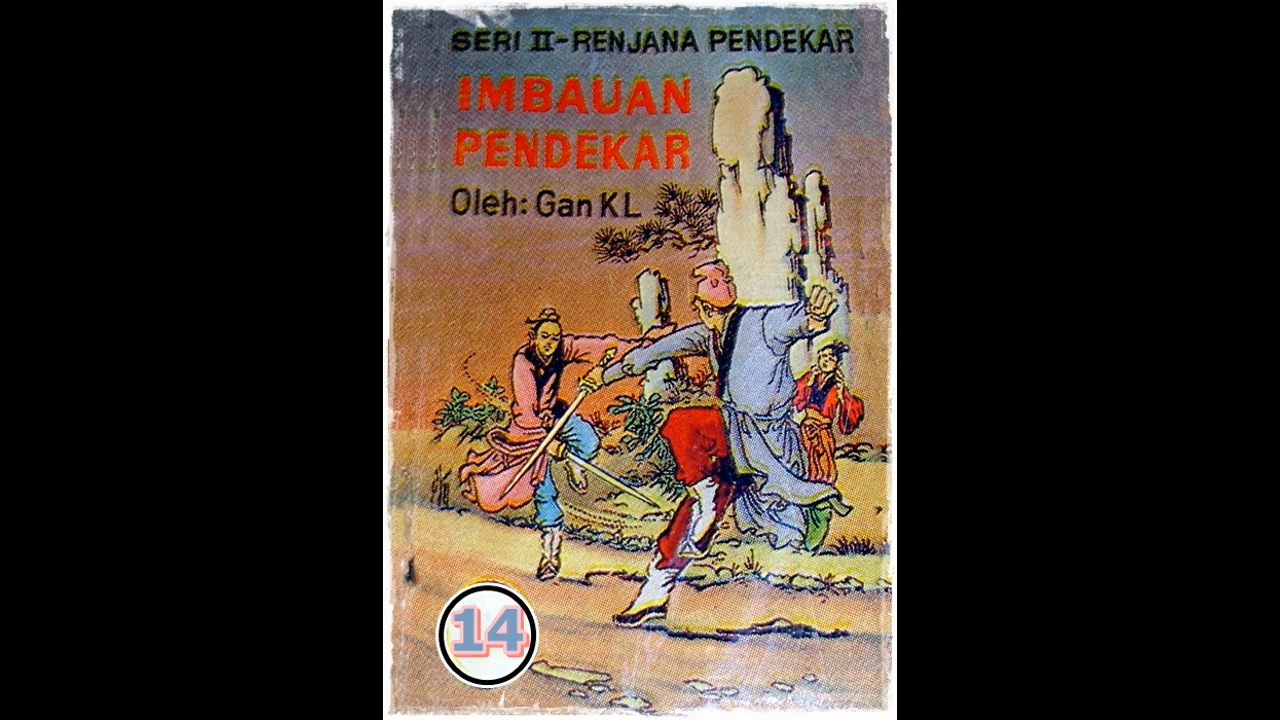 SERI II-RENJANA PENDEKAR
IMBAUAN
PENDEKAR
Oleh: Gan KL
14